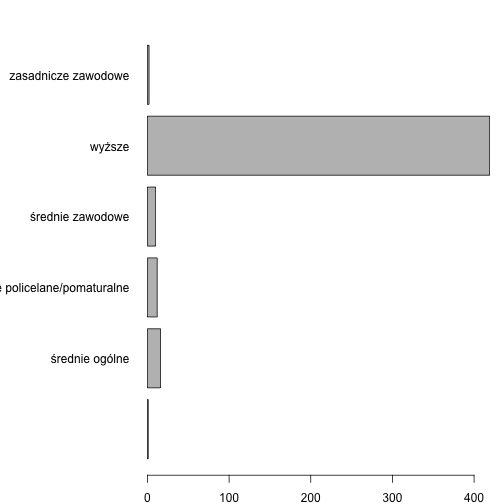 zasadnicze zawodowe
wyższe
średnie zawodowe
e policelane/pomaturalne
średnie ogólne
0 100 200 300 400